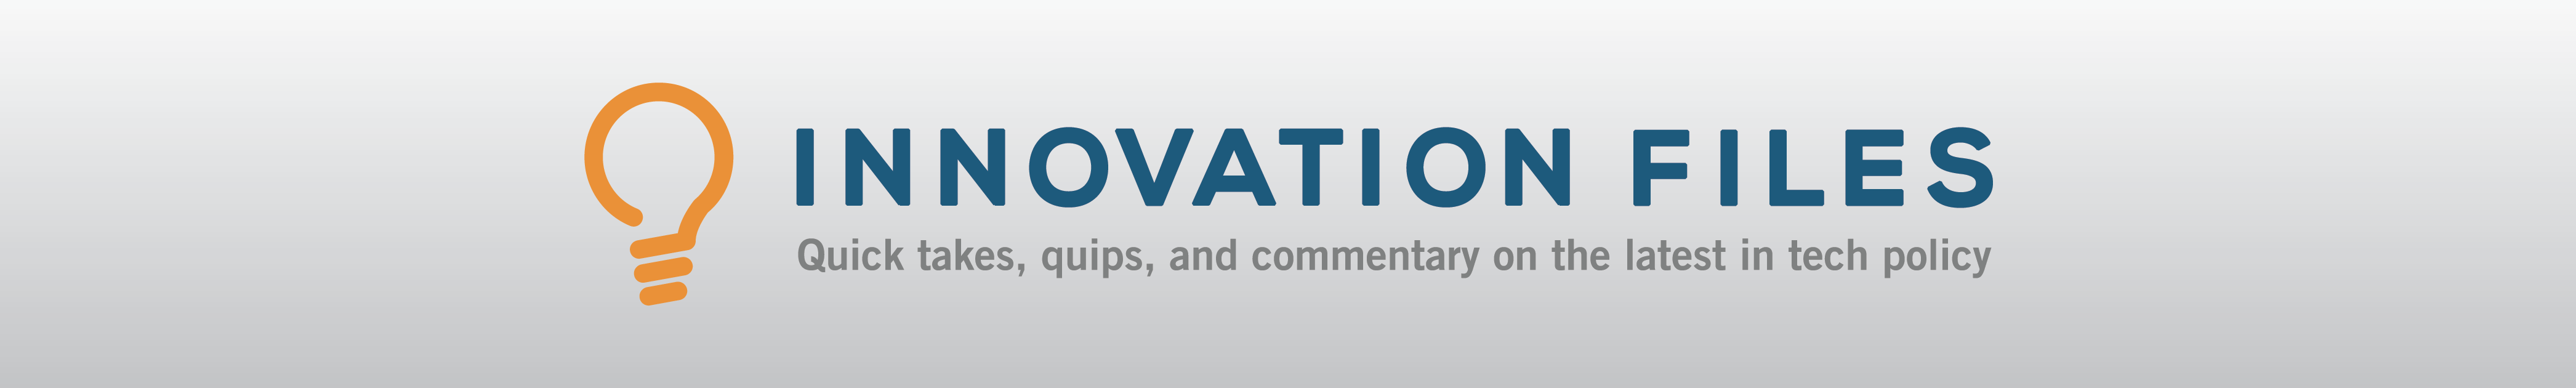 INNOVATION FILES
Quick takes, quips, and commentary on the latest in tech policy